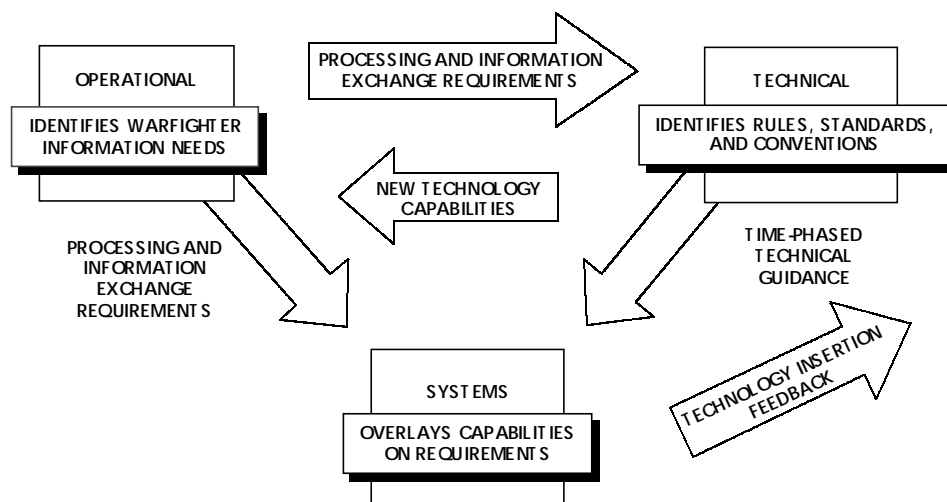 OPERATIONAL
IDENTIFIES WARFIGHTER
INFORMATION NEEDS
PROCESSING AND INFORMATION
EXCHANGE REQUIREMENTS
TECHNICAL
IDENTIFIES RULES, STANDARDS,
AND CONVENTIONS
NEW TECHNOLOGY
CAPABILITIES
PROCESSING AND
INFORMATION
EXCHANGE
REQUIREMENTS
TIME-PHASED
TECHNICAL
GUIDANCE
TECHNOLOGY INSERTION
FEEDBACK
SYSTEMS
OVERLAYS CAPABILITIES
ON REQUIREMENTS